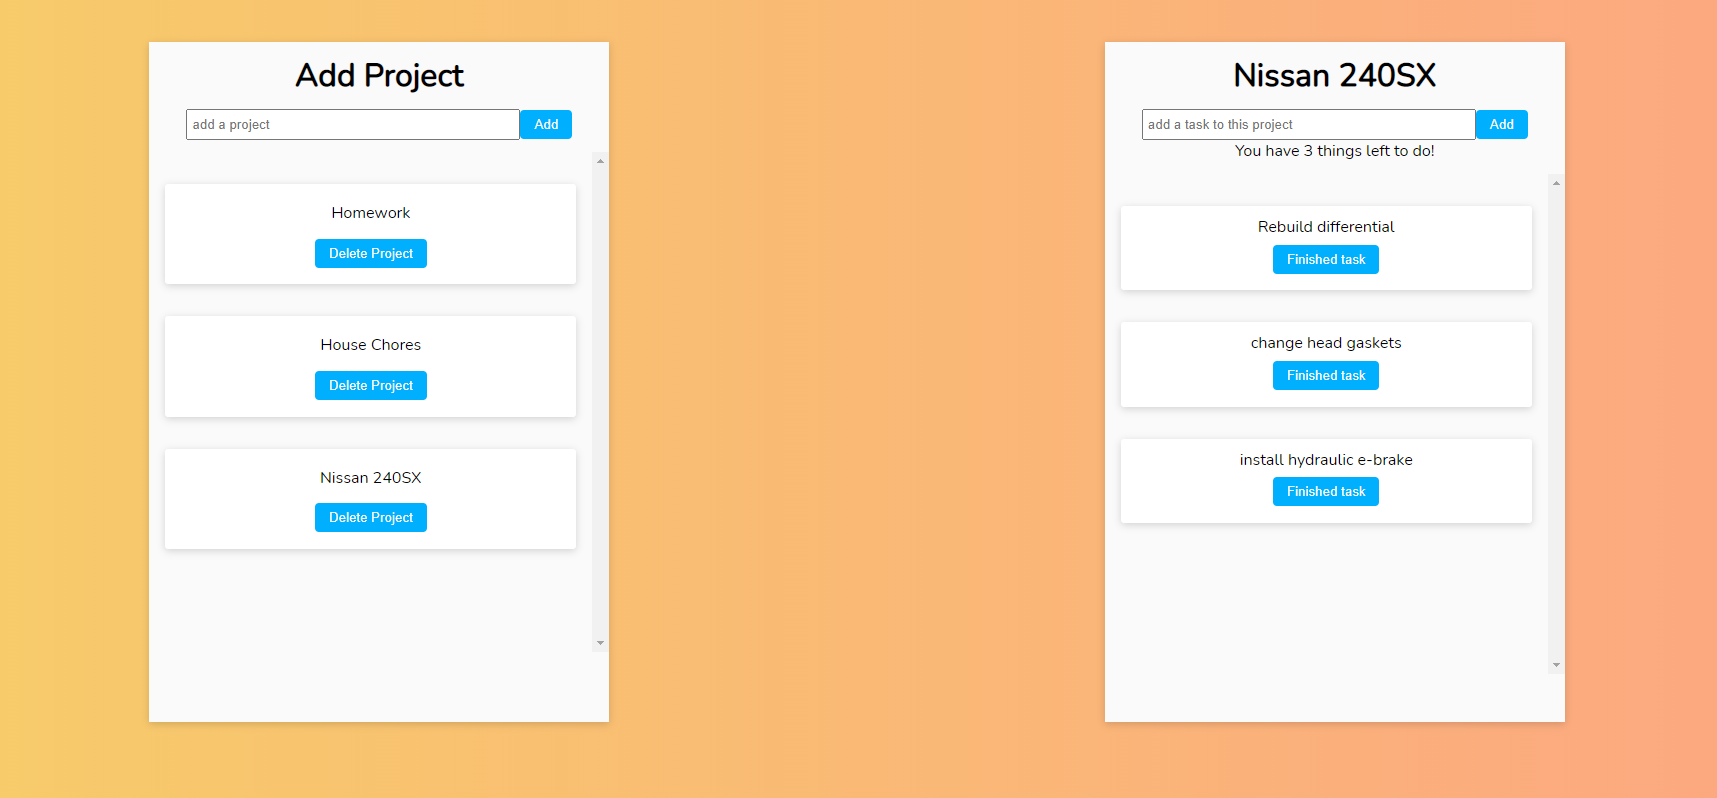 Add Project
add a project
Add
Homework
Delete Project
House Chores
Delete Project
Nissan 240SX
Delete Project
Nissan 240SX
add a task to this project
Add
You have 3 things left to do!
Rebuild differential
Finished task
change head gaskets
Finished task
install hydraulic e-brake
Finished task